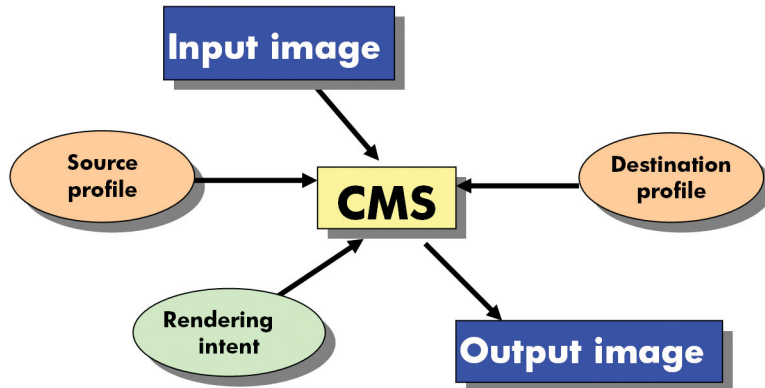 Input image
Source
profile
Destination
profile
CMS
Rendering
intent
Output image